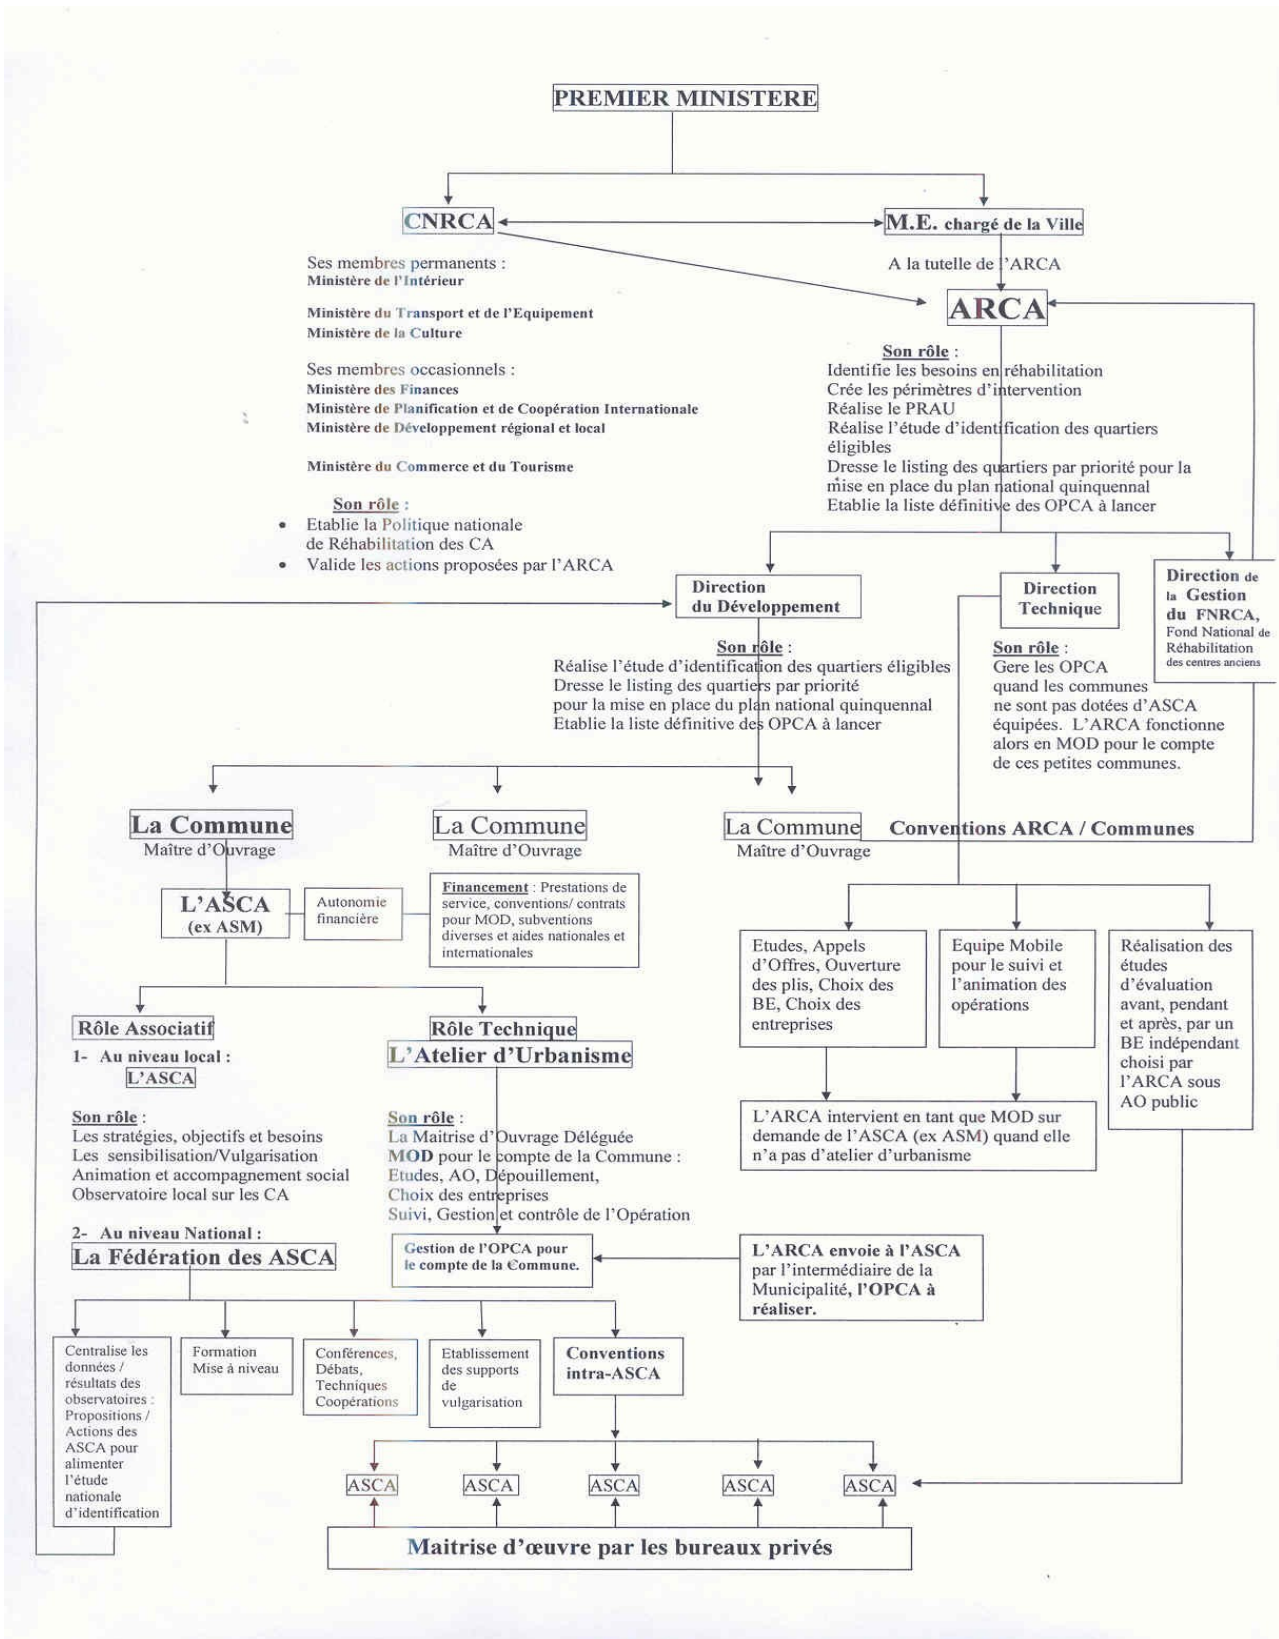 PREMIER MINISTERE
CNRCA
M.E. chargé de la Ville
Ses membres permanents :
Ministère de l'Intérieur
Ministère du Transport et de l'Equipement
Ministère de la Culture
Ses membres occasionnels :
Ministère des Finances
Ministère de Planification et de Coopération Internationale
Ministère de Développement régional et local
Ministère du Commerce et du Tourisme
Son rôle :
• Etablie la Politique nationale
de Réhabilitation des CA
• Valide les actions proposées par l'ARCA
A la tutelle de l'ARCA
ARCA
Son rôle :
Identifie les besoins en réhabilitation
Crée les périmètres d'intervention
Réalise le PRAU
Réalise l'étude d'identification des quartiers
éligibles
Dresse le listing des quartiers par priorité pour la
mise en place du plan national quinquennal
Etablie la liste définitive des OPCA à lancer
Direction
du Développement
Direction
Technique
Direction de
la Gestion
du FNRCA,
Fond National de
Réhabilitation
des centres anciens
Son rôle :
Réalise l'étude d'identification des quartiers éligibles
Dresse le listing des quartiers par priorité
pour la mise en place du plan national quinquennal
Etablie la liste définitive des OPCA à lancer
Son rôle :
Gere les OPCA
quand les communes
ne sont pas dotées d'ASCA
équipées. L'ARCA fonctionne
alors en MOD pour le compte
de ces petites communes.
La Commune
Maître d'Ouvrage
La Commune
Maître d'Ouvrage
La Commune
Maître d'Ouvrage
Conventions ARCA / Communes
L'ASCA
(ex ASM)
Autonomie
financière
Financement : Prestations de
service, conventions/ contrats
pour MOD, subventions
diverses et aides nationales et
internationales
Etudes, Appels
d'Offres, Ouverture
des plis, Choix des
BE, Choix des
entreprises
Equipe Mobile
pour le suivi et
l'animation des
opérations
Réalisation des
études
d'évaluation
avant, pendant
et après, par un
BE indépendant
choisi par
l'ARCA sous
AO public
Rôle Associatif
1- Au niveau local :
L'ASCA
Son rôle :
Les stratégies, objectifs et besoins
Les sensibilisation/Vulgarisation
Animation et accompagnement social
Observatoire local sur les CA
2- Au niveau National :
La Fédération des ASCA
Rôle Technique
L'Atelier d'Urbanisme
Son rôle :
La Maitrise d'Ouvrage Déléguée
MOD pour le compte de la Commune :
Etudes, AO, Dépouillement,
Choix des entreprises
Suivi, Gestion et contrôle de l'Opération
Gestion de l'OPCA pour
le compte de la Commune.
L'ARCA intervient en tant que MOD sur
demande de l'ASCA (ex ASM) quand elle
n'a pas d'atelier d'urbanisme
L'ARCA envoie à l'ASCA
par l'intermédiaire de la
Municipalité, l'OPCA à
réaliser.
Centralise les
données /
résultats des
observatoires :
Propositions /
Actions des
ASCA pour
alimenter
l'étude
nationale
d'identification
Formation
Mise à niveau
Conférences,
Débats,
Techniques
Coopérations
Etablissement
des supports
de
vulgarisation
Conventions
intra-ASCA
ASCA
ASCA
ASCA
ASCA
ASCA
Maitrise d'œuvre par les bureaux privés